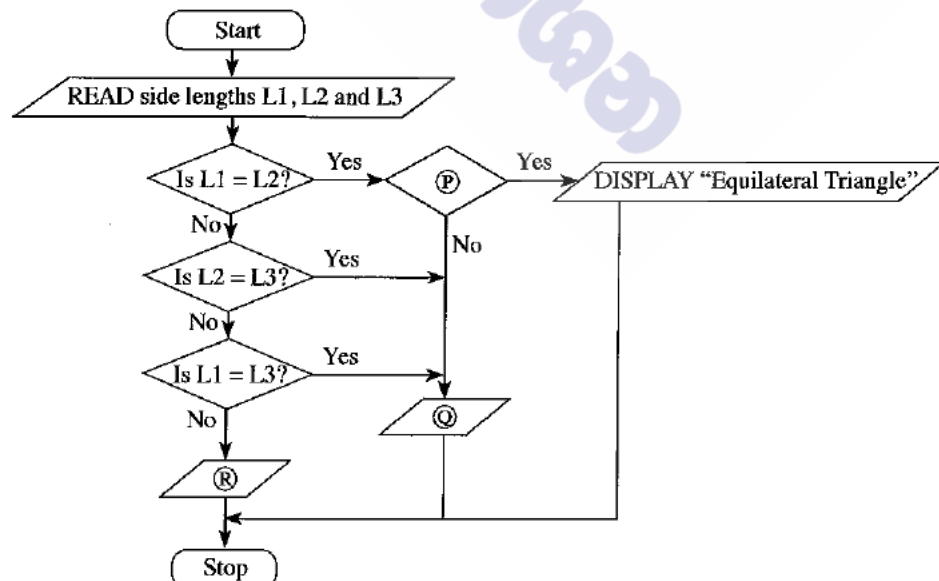 Start
READ side lengths L1, L2 and L3
Is L1 = L2?
Yes
Ⓟ
Yes
DISPLAY “Equilateral Triangle”
No
No
Is L2 = L3?
Yes
No
Is L1 = L3?
Yes
No
Ⓠ
Ⓡ
Stop